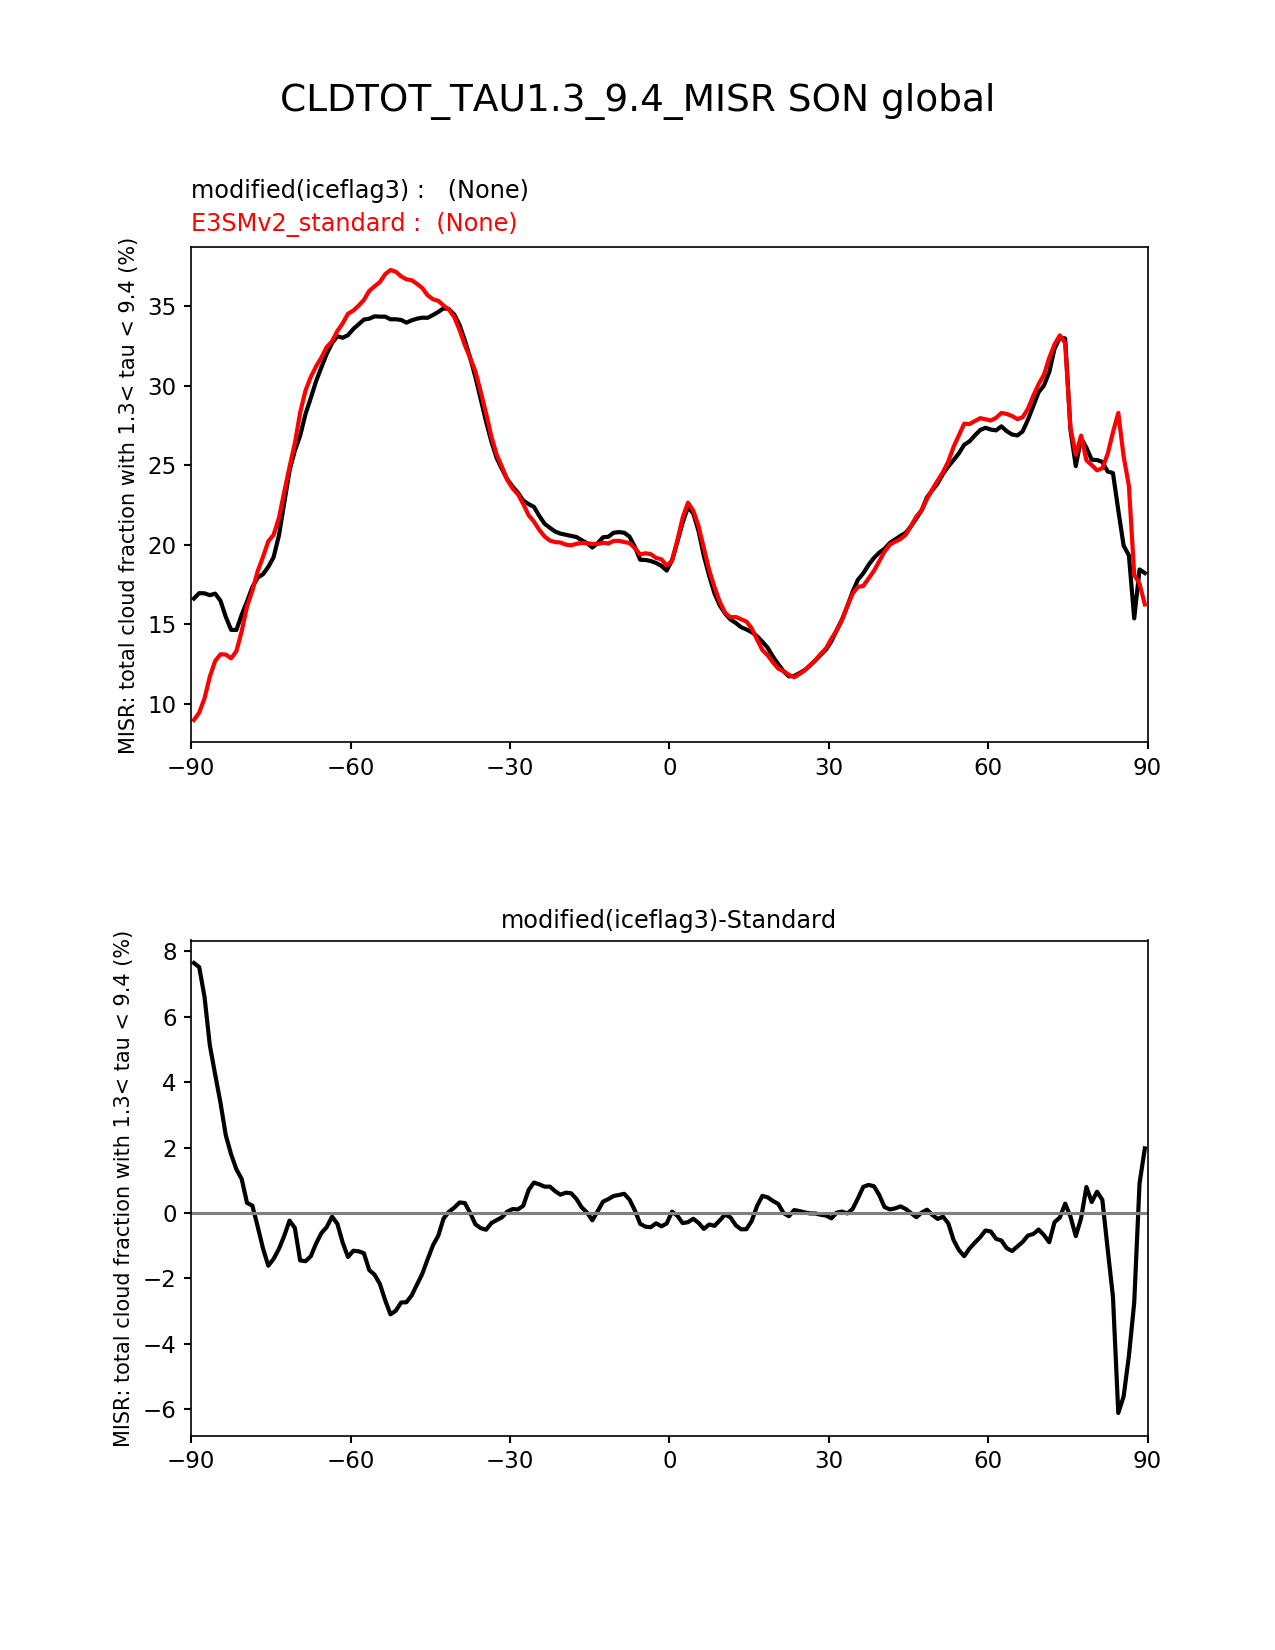 CLDTOT_TAU1.3_9.4_MISR SON global
modified(iceflag3) :   (None)
E3SMv2_standard :  (None)
MISR: total cloud fraction with 1.3< tau < 9.4 (%)
35
30
25
20
15
10
−90 −60 −30 0 30 60 90
modified(iceflag3)-Standard
MISR: total cloud fraction with 1.3< tau < 9.4 (%)
8
6
4
2
0
−2
−4
−6
−90 −60 −30 0 30 60 90